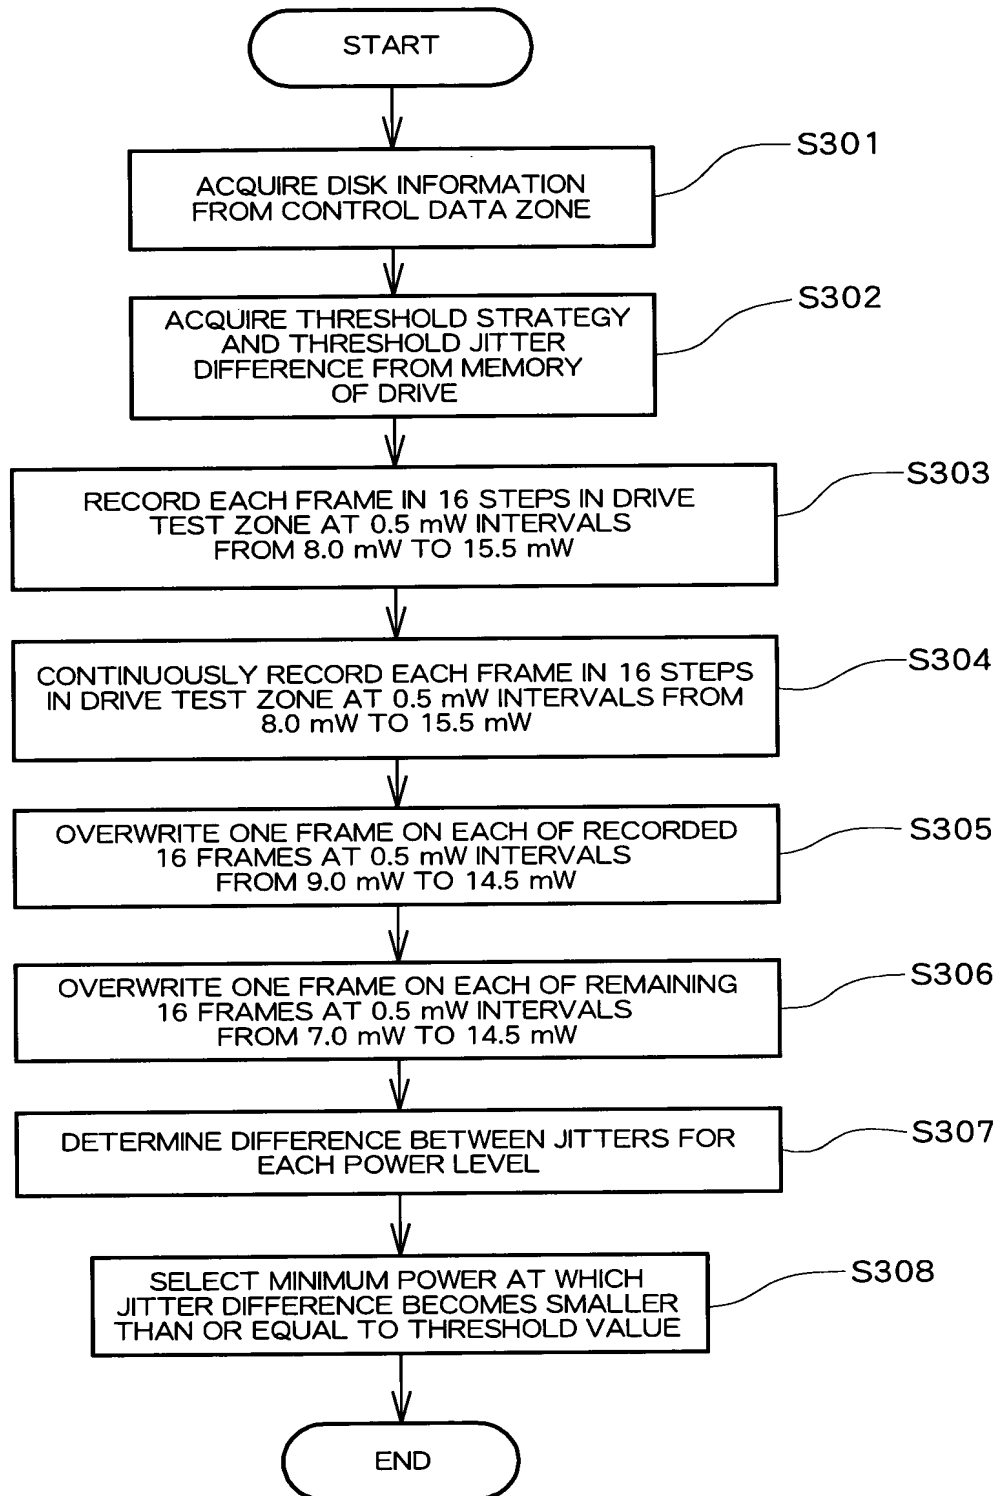 START
S301
ACQUIRE DISK INFORMATION
FROM CONTROL DATA ZONE
S302
ACQUIRE THRESHOLD STRATEGY
AND THRESHOLD JITTER
DIFFERENCE FROM MEMORY
OF DRIVE
S303
RECORD EACH FRAME IN 16 STEPS IN DRIVE
TEST ZONE AT 0.5 mW INTERVALS
FROM 8.0 mW TO 15.5 mW
S304
CONTINUOUSLY RECORD EACH FRAME IN 16 STEPS
IN DRIVE TEST ZONE AT 0.5 mW INTERVALS FROM
8.0 mW TO 15.5 mW
S305
OVERWRITE ONE FRAME ON EACH OF RECORDED
16 FRAMES AT 0.5 mW INTERVALS
FROM 9.0 mW TO 14.5 mW
S306
OVERWRITE ONE FRAME ON EACH OF REMAINING
16 FRAMES AT 0.5 mW INTERVALS
FROM 7.0 mW TO 14.5 mW
S307
DETERMINE DIFFERENCE BETWEEN JITTERS FOR
EACH POWER LEVEL
S308
SELECT MINIMUM POWER AT WHICH
JITTER DIFFERENCE BECOMES SMALLER
THAN OR EQUAL TO THRESHOLD VALUE
END